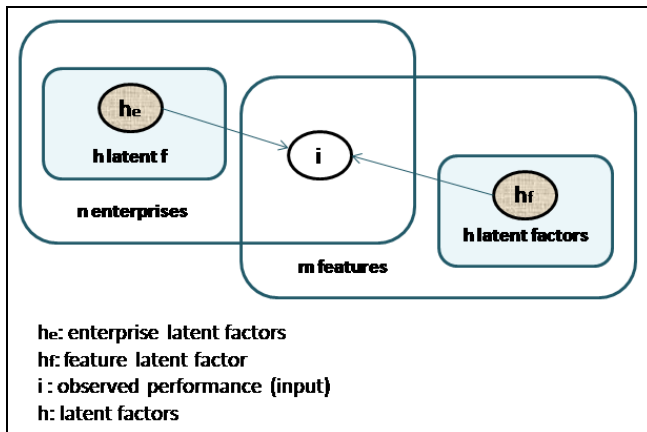 he
h latent f
i
n enterprises
hf
h latent factors
m features
he: enterprise latent factors
hf: feature latent factor
i : observed performance (input)
h: latent factors